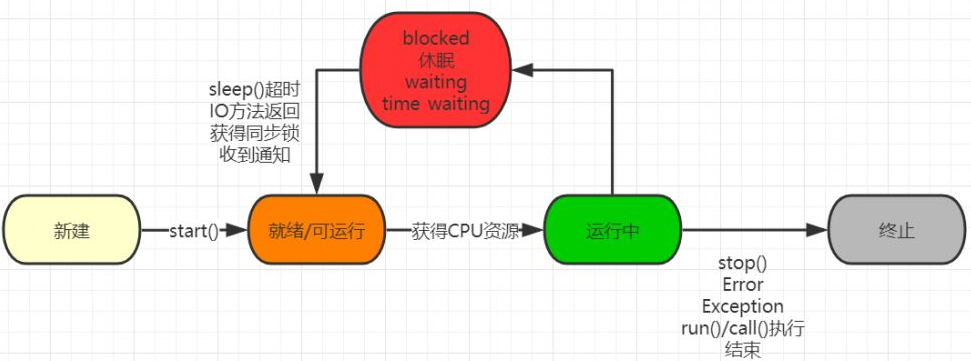 blocked
休眠
waiting
time waiting
sleep()超时
IO方法返回
获得同步锁
收到通知
新建
start()
就绪/可运行
获得CPU资源
运行中
终止
stop()
Error
Exception
run()/call()执行
结束